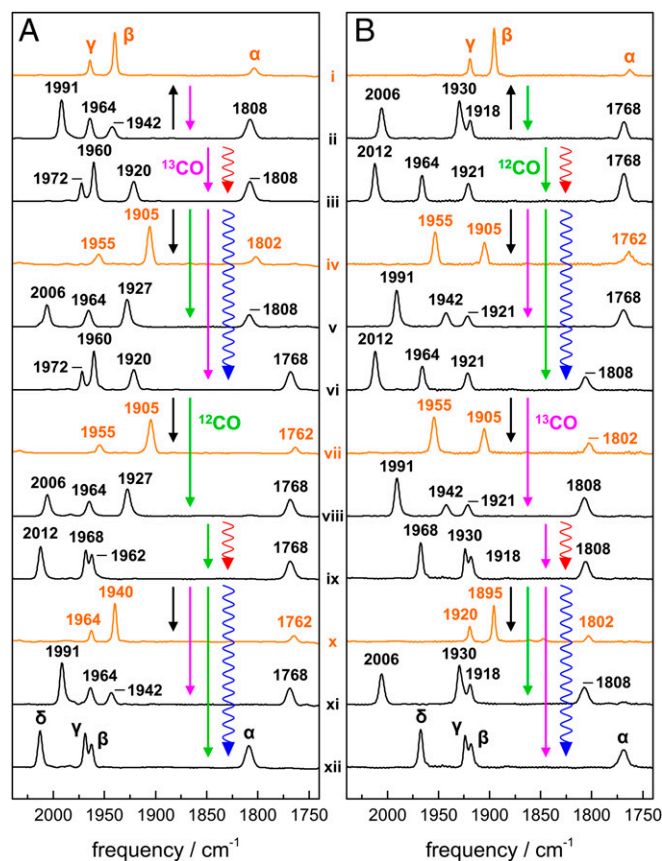 A
B
γ β α
γ β α
i
1991 1964 1942 1808
2006 1930 1918 1768
ii
¹³CO
¹²CO
1972 1960 1920 1808
2012 1964 1921 1768
iii
1955 1905 1802
1955 1905 1762
iv
2006 1964 1927 1808
1991 1942 1921 1768
v
1972 1960 1920 1768
2012 1964 1921 1808
vi
¹²CO
¹³CO
1955 1905 1762
1955 1905 1802
vii
2006 1964 1927 1768
1991 1942 1921 1808
viii
2012 1968 1962 1768
1968 1930 1918 1808
ix
1964 1940 1762
1920 1895 1802
x
1991 1964 1942 1768
2006 1930 1918 1808
xi
δ γ β α
δ γ β α
xii
2000 1950 1900 1850 1800 1750
2000 1950 1900 1850 1800 1750
frequency / cm⁻¹
frequency / cm⁻¹